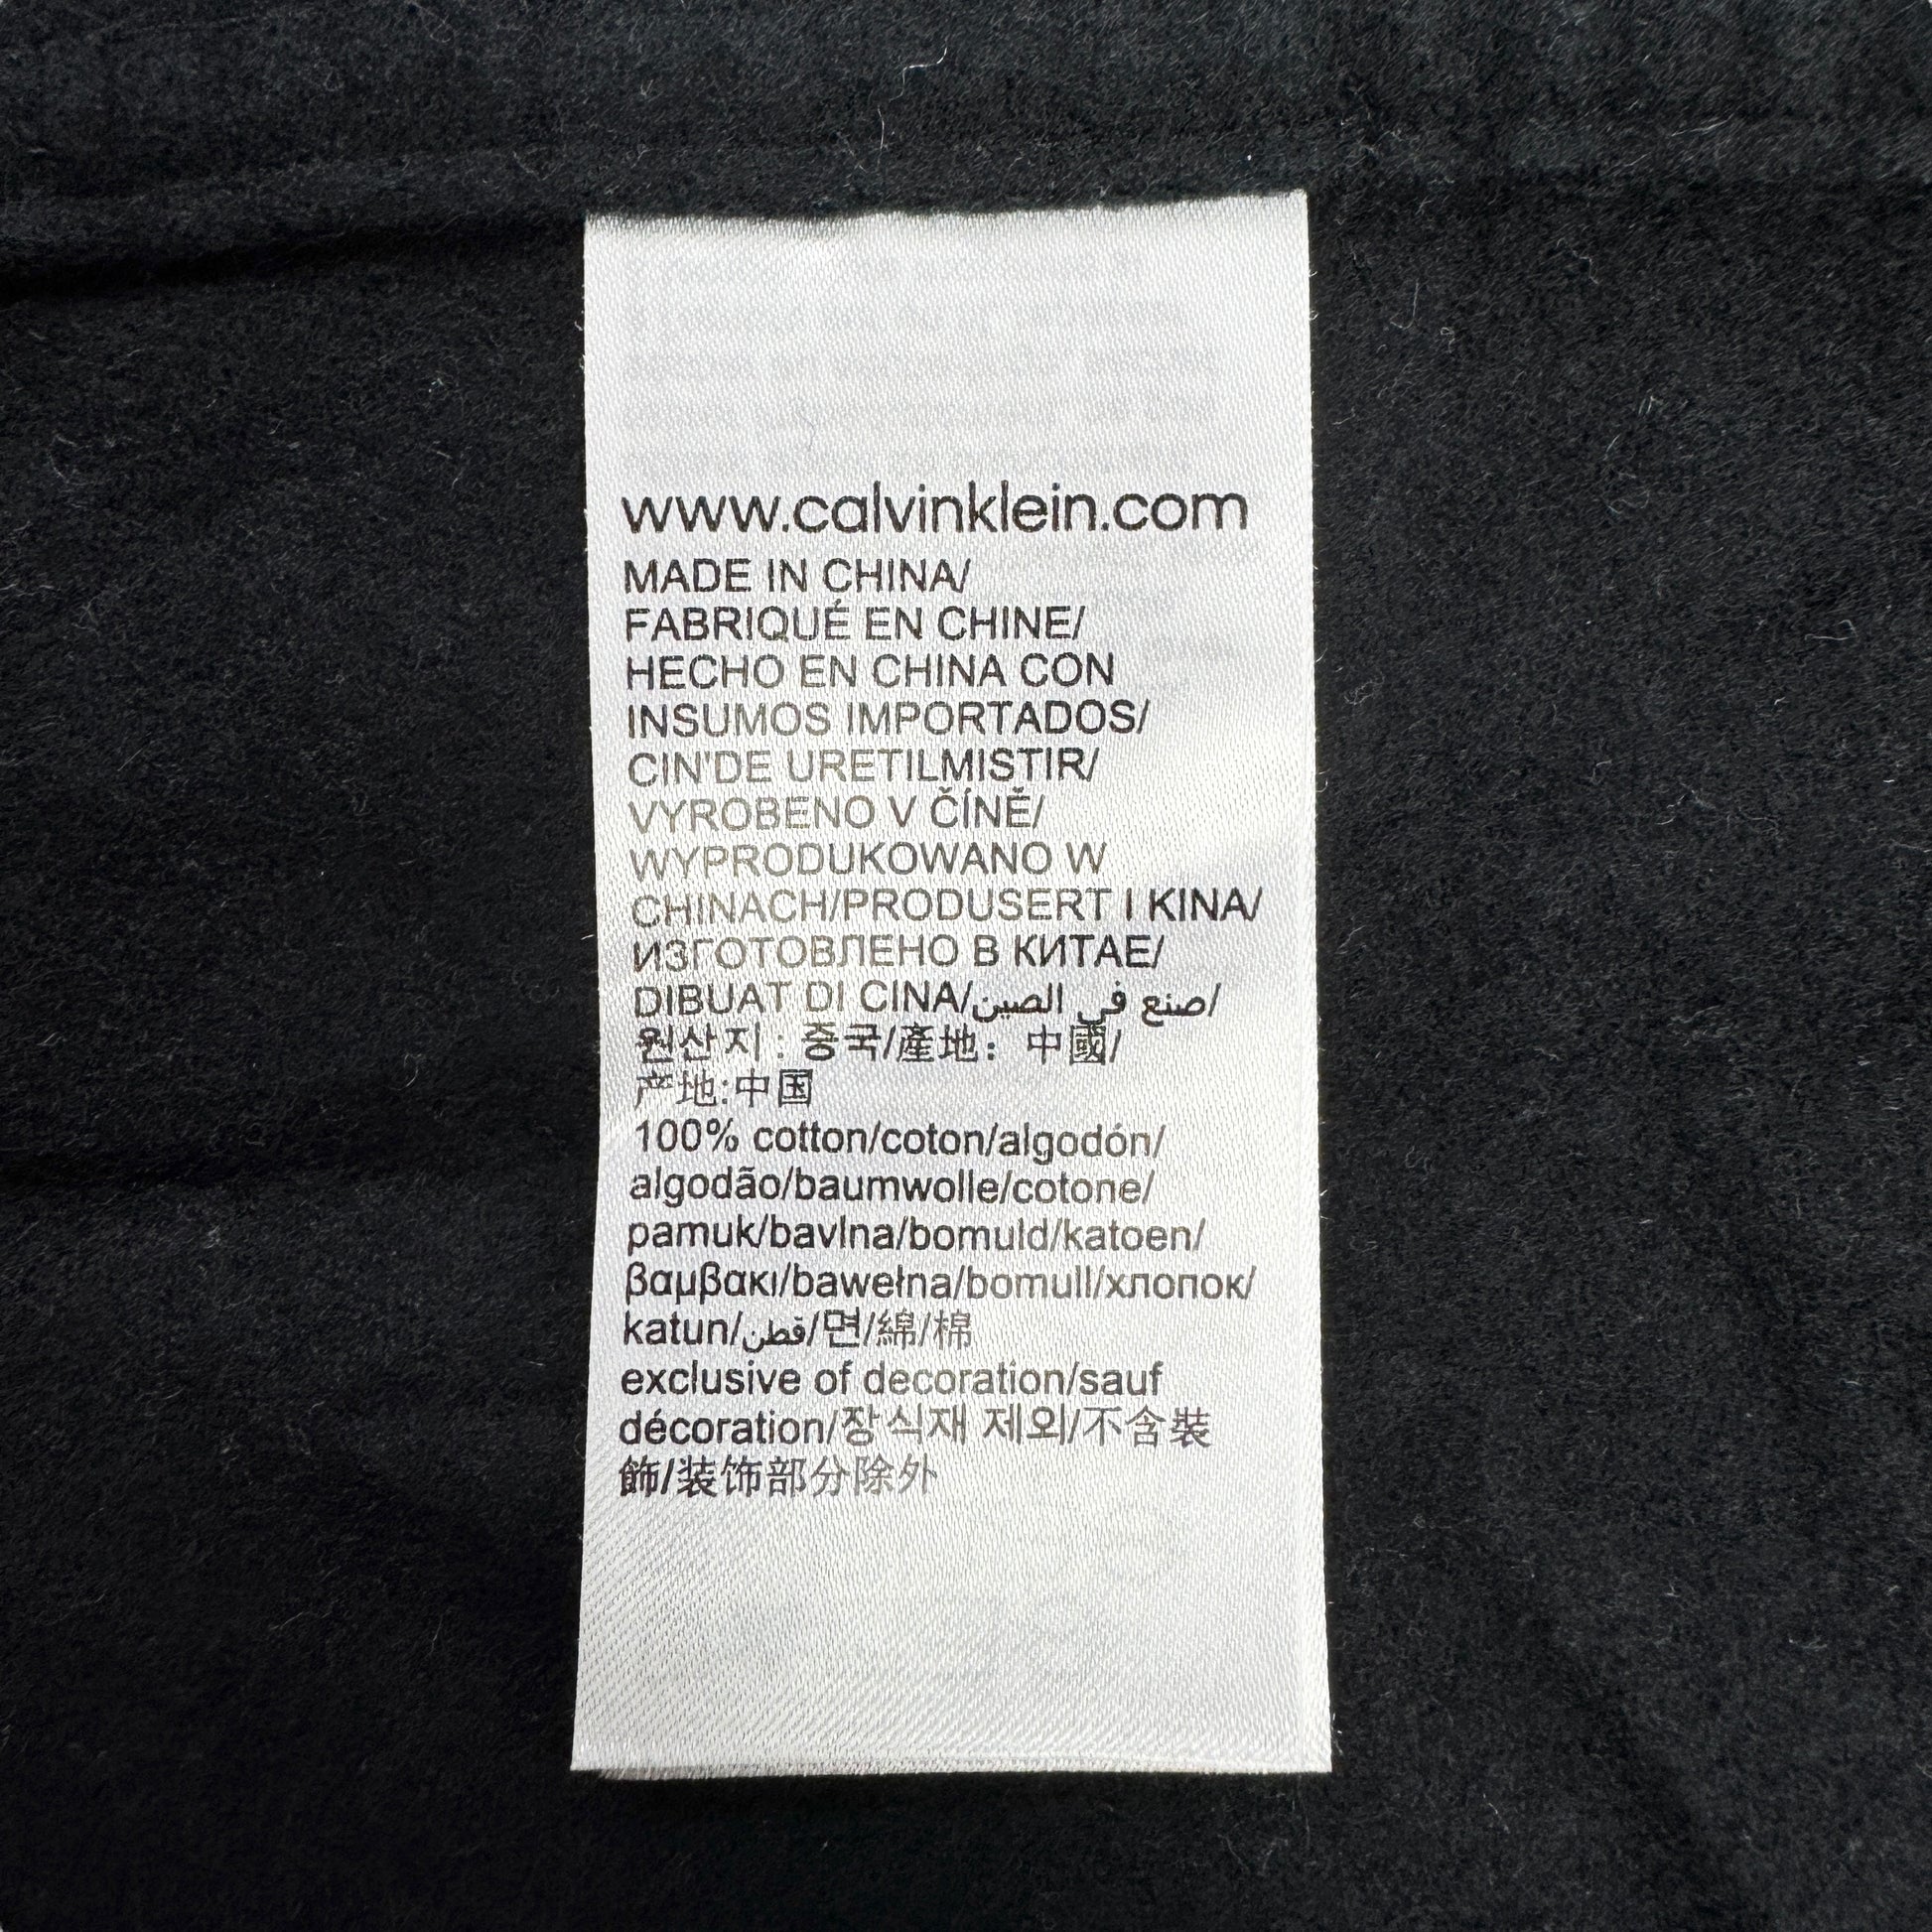 www.calvinklein.com
MADE IN CHINA/
FABRIQUÉ EN CHINE/
HECHO EN CHINA CON
INSUMOS IMPORTADOS/
CIN'DE URETILMISTIR/
VYROBENO V ČÍNĚ/
WYPRODUKOWANO W
CHINACH/PRODUSERT I KINA/
ИЗГОТОВЛЕНО В КИТАЕ/
DIBUAT DI CINA/صنع في الصين/
원산지 : 중국/產地：中國/
产地:中国
100% cotton/coton/algodón/
algodão/baumwolle/cotone/
pamuk/bavlna/bomuld/katoen/
βαμβακι/bawełna/bomull/хлопок/
katun/قطن/면/綿/棉
exclusive of decoration/sauf
décoration/장식재 제외/不含裝
飾/装饰部分除外